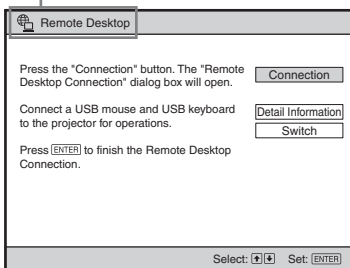 Remote Desktop
Press the "Connection" button. The "Remote
Desktop Connection" dialog box will open.
Connection
Connect a USB mouse and USB keyboard
to the projector for operations.
Detail Information
Switch
Press ENTER to finish the Remote Desktop
Connection.
Select: ↑ ↓ Set: ENTER